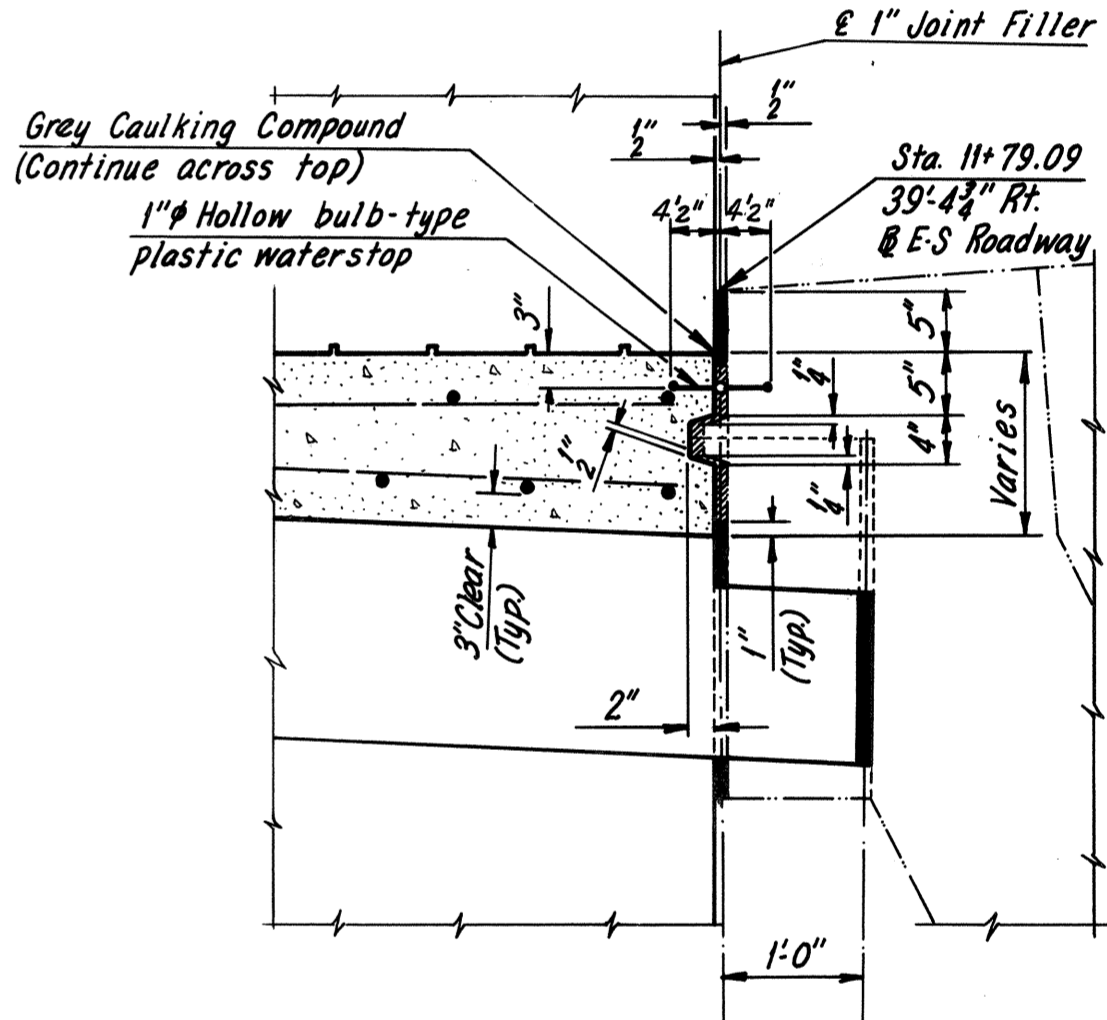 ℄ 1" Joint Filler
1/2"
1/2"
Grey Caulking Compound
(Continue across top)
Sta. 11+79.09
39'-4 3/4" Rt.
℄ E-S Roadway
1"ϕ Hollow bulb-type
plastic waterstop
4 1/2"
4 1/2"
3"
5"
1/4"
5"
4"
Varies
1/2"
1/4"
3" Clear
(Typ.)
1"
(Typ.)
2"
1'-0"